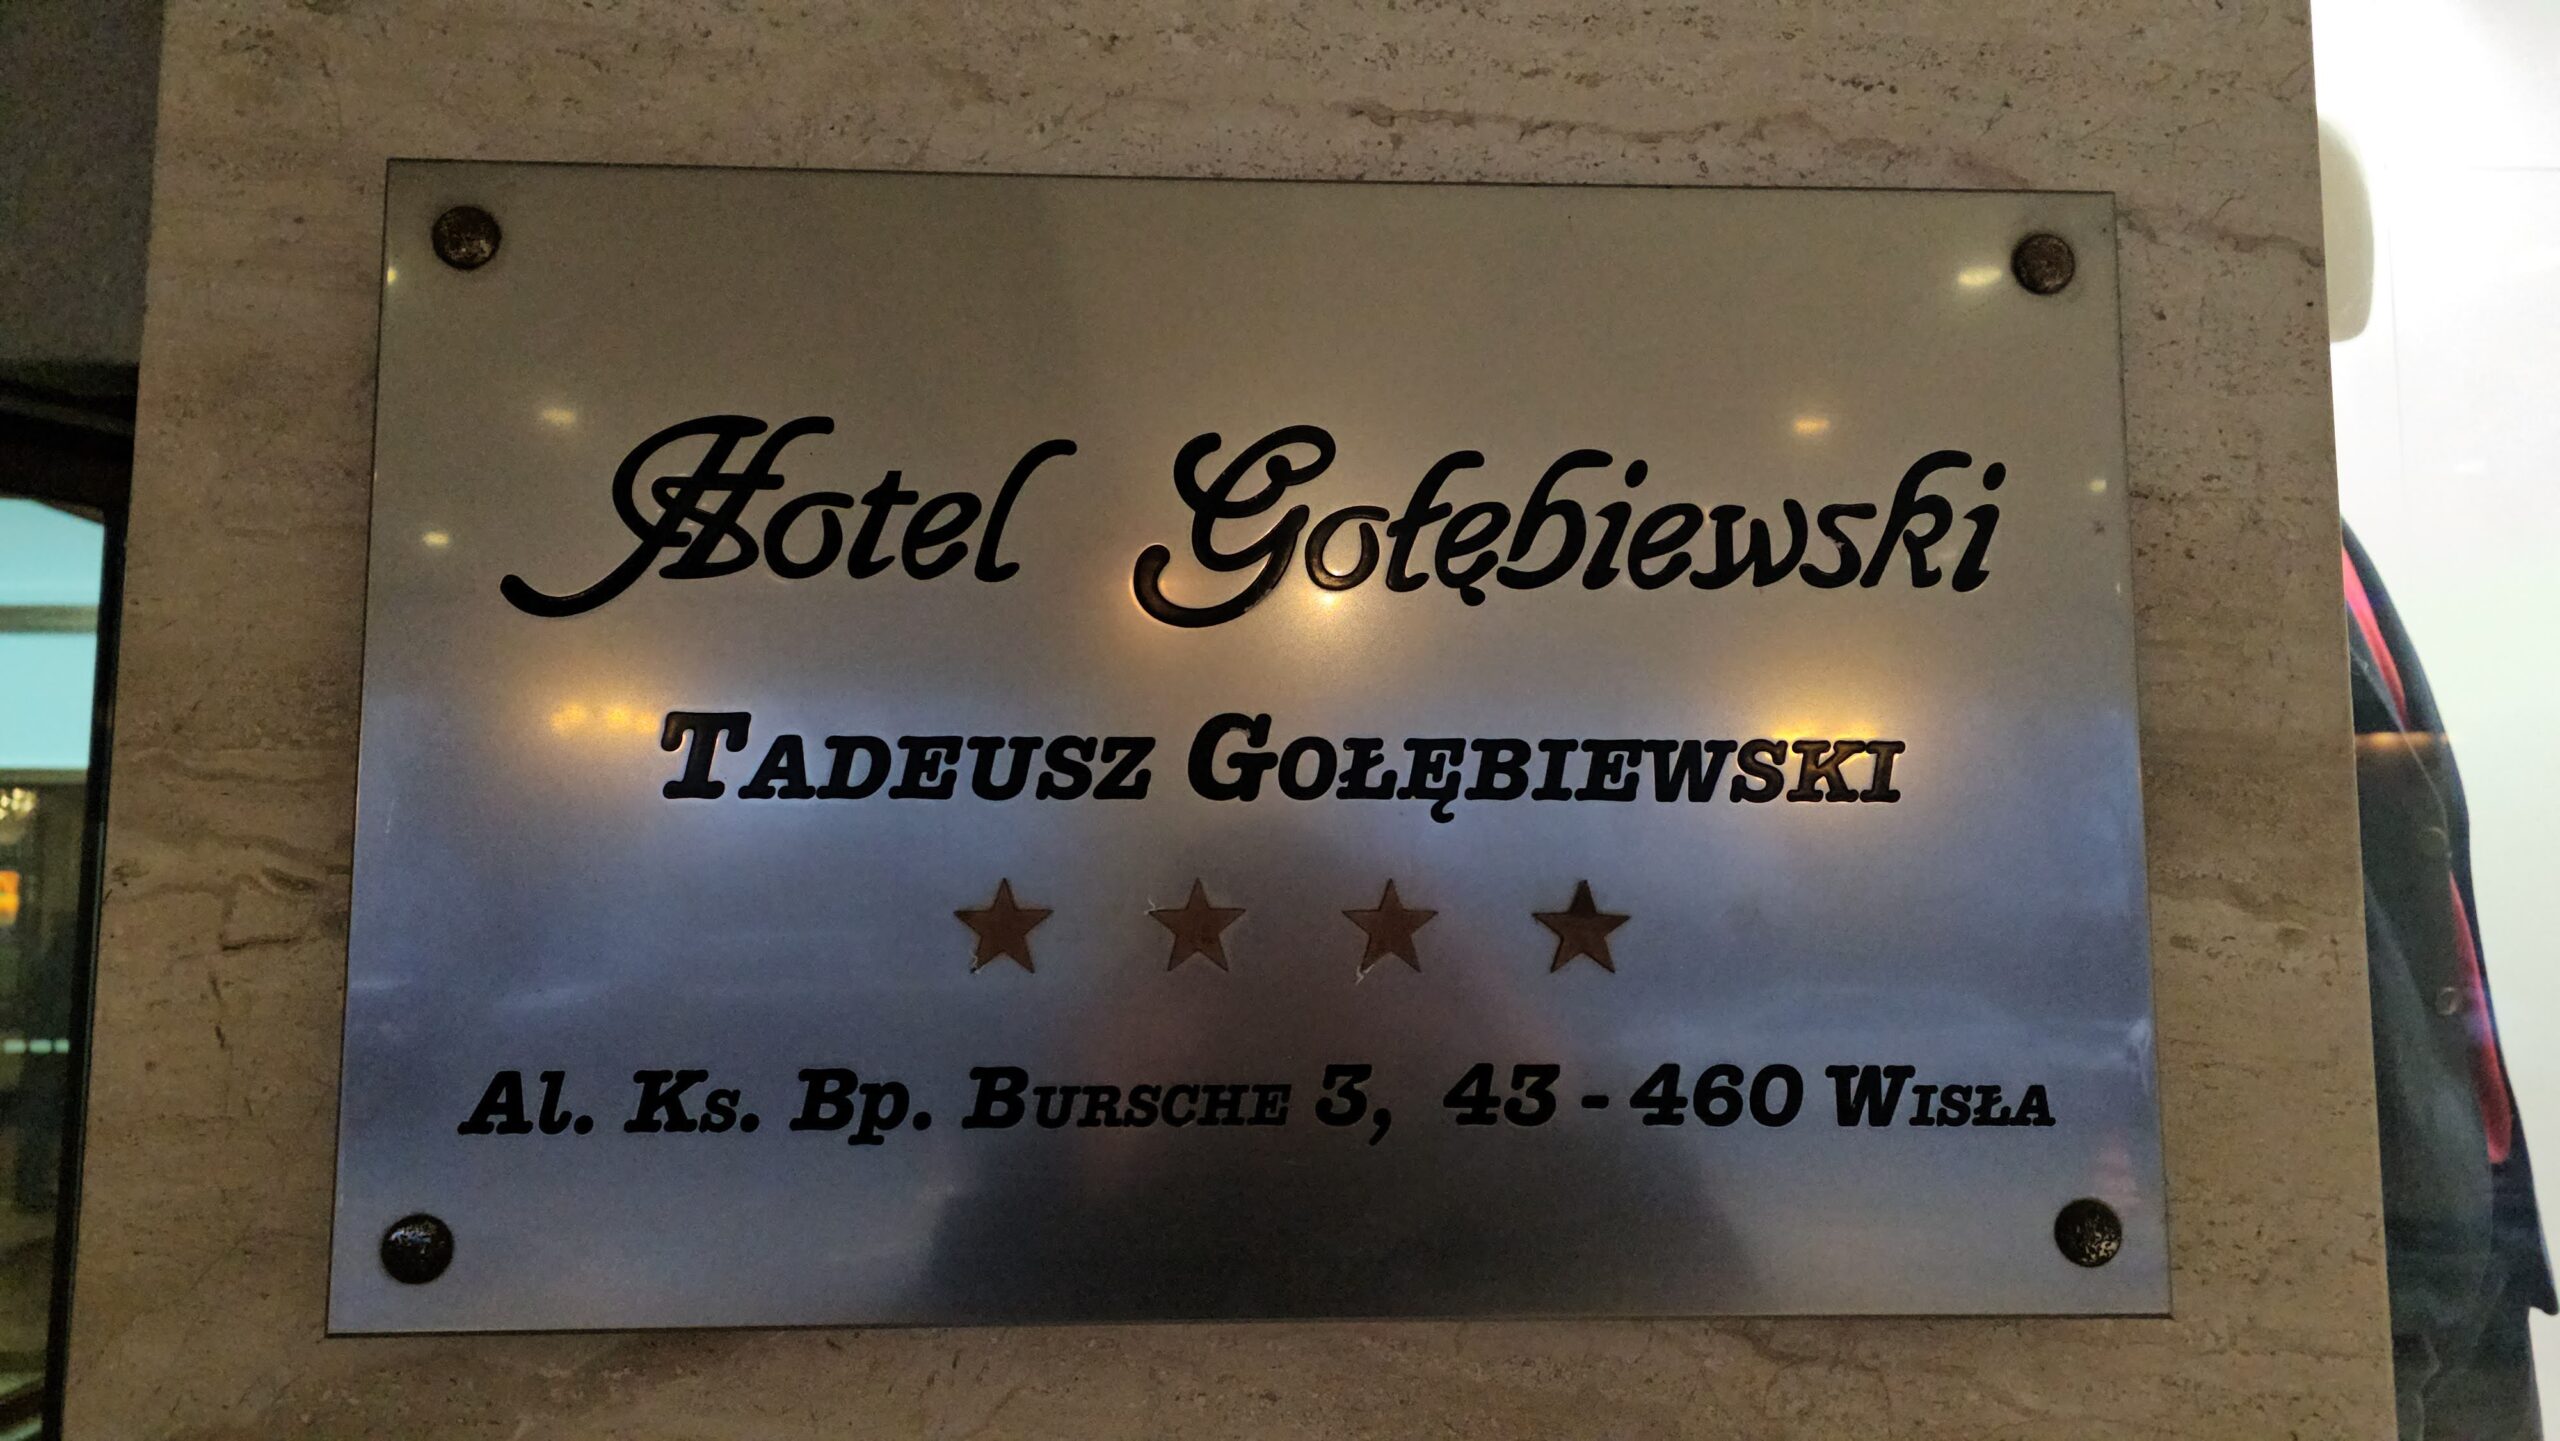 Hotel Gołębiewski
Tadeusz Gołębiewski
Al. Ks. Bp. Bursche 3, 43-460 Wisła